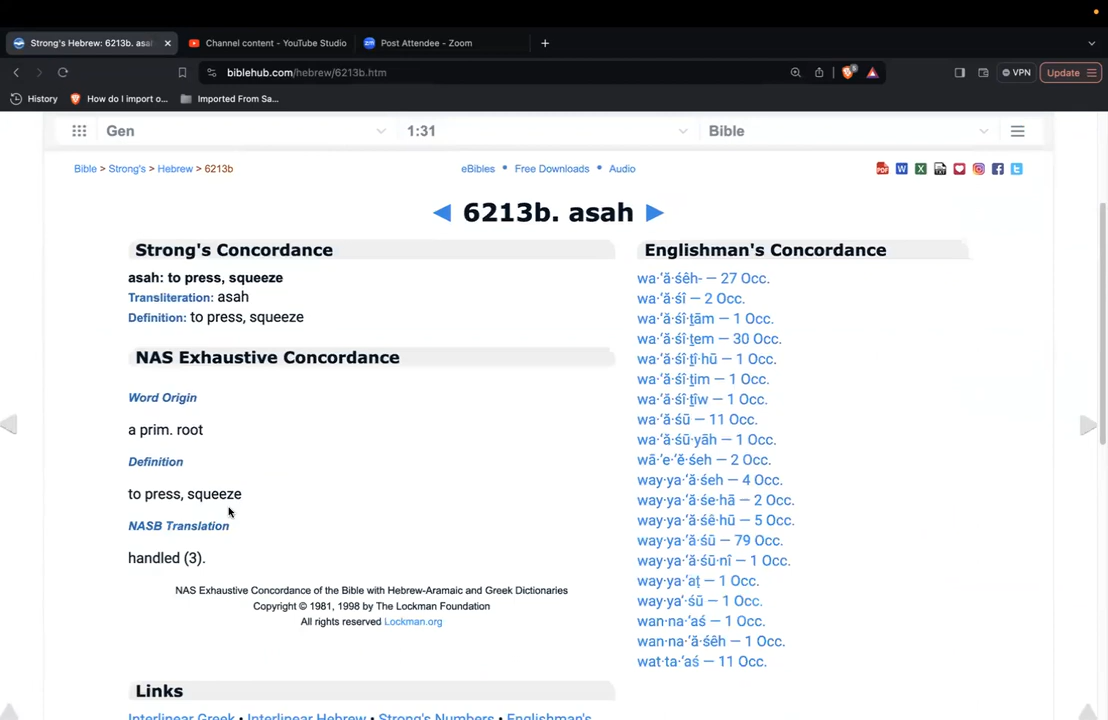 Strong's Hebrew: 6213b. asa
Channel content - YouTube Studio
Post Attendee - Zoom
biblehub.com/hebrew/6213b.htm
VPN
Update
History
How do I import o...
Imported From Sa...
Gen
1:31
Bible
Bible > Strong's > Hebrew > 6213b
eBibles • Free Downloads • Audio
6213b. asah
Strong's Concordance
asah: to press, squeeze
Transliteration: asah
Definition: to press, squeeze
NAS Exhaustive Concordance
Word Origin
a prim. root
Definition
to press, squeeze
NASB Translation
handled (3).
NAS Exhaustive Concordance of the Bible with Hebrew-Aramaic and Greek Dictionaries
Copyright © 1981, 1998 by The Lockman Foundation
All rights reserved Lockman.org
Links
Interlinear Greek • Interlinear Hebrew • Strong's Numbers • Englishman's
Englishman's Concordance
wa·‘ă·śêh- — 27 Occ.
wa·‘ă·śî — 2 Occ.
wa·‘ă·śî·ṯām — 1 Occ.
wa·‘ă·śî·ṯem — 30 Occ.
wa·‘ă·śî·ṯî·hū — 1 Occ.
wa·‘ă·śî·ṯim — 1 Occ.
wa·‘ă·śî·ṯîw — 1 Occ.
wa·‘ă·śū — 11 Occ.
wa·‘ă·śū·yāh — 1 Occ.
wā·’e·‘ĕ·śeh — 2 Occ.
way·ya·‘ă·śeh — 4 Occ.
way·ya·‘ă·śe·hā — 2 Occ.
way·ya·‘ă·śê·hū — 5 Occ.
way·ya·‘ă·śū — 79 Occ.
way·ya·‘ă·śū·nî — 1 Occ.
way·ya·‘aṭ — 1 Occ.
way·ya‘·śū — 1 Occ.
wan·na·‘aś — 1 Occ.
wan·na·‘ă·śêh — 1 Occ.
wat·ta·‘aś — 11 Occ.